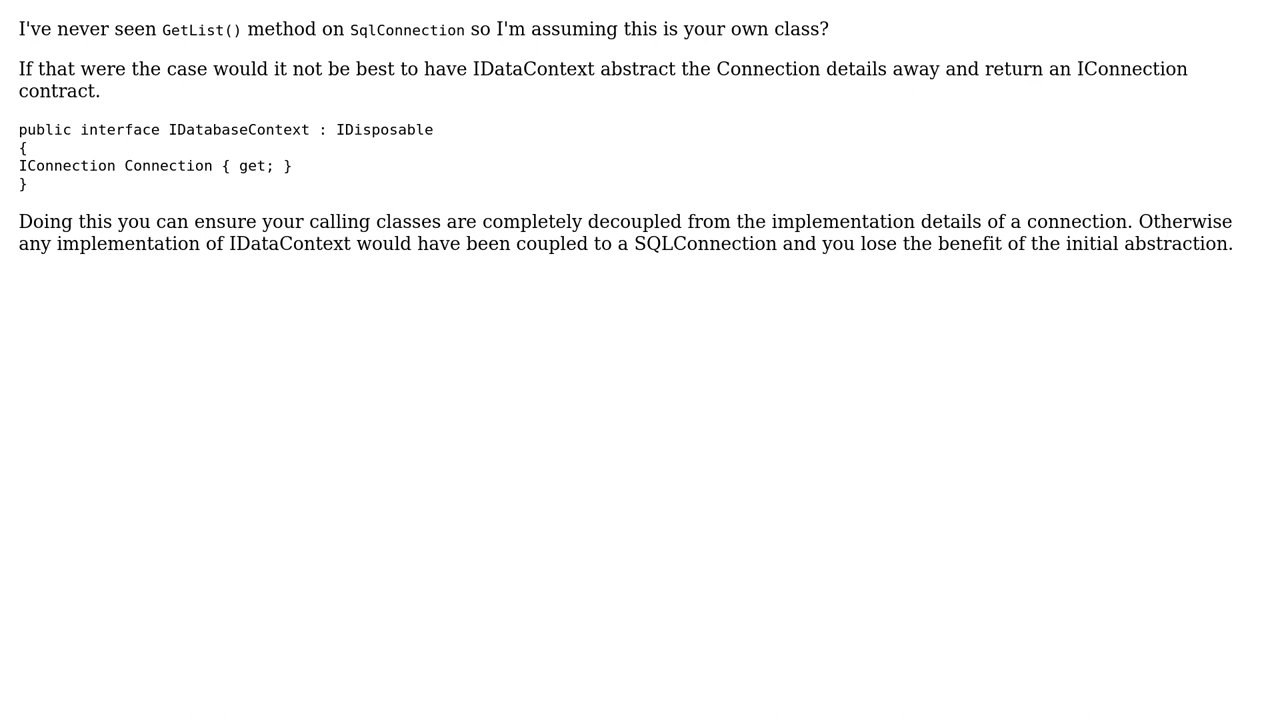 I've never seen GetList() method on SqlConnection so I'm assuming this is your own class?
If that were the case would it not be best to have IDataContext abstract the Connection details away and return an IConnection
contract.
public interface IDatabaseContext : IDisposable
{
IConnection Connection { get; }
}
Doing this you can ensure your calling classes are completely decoupled from the implementation details of a connection. Otherwise
any implementation of IDataContext would have been coupled to a SQLConnection and you lose the benefit of the initial abstraction.